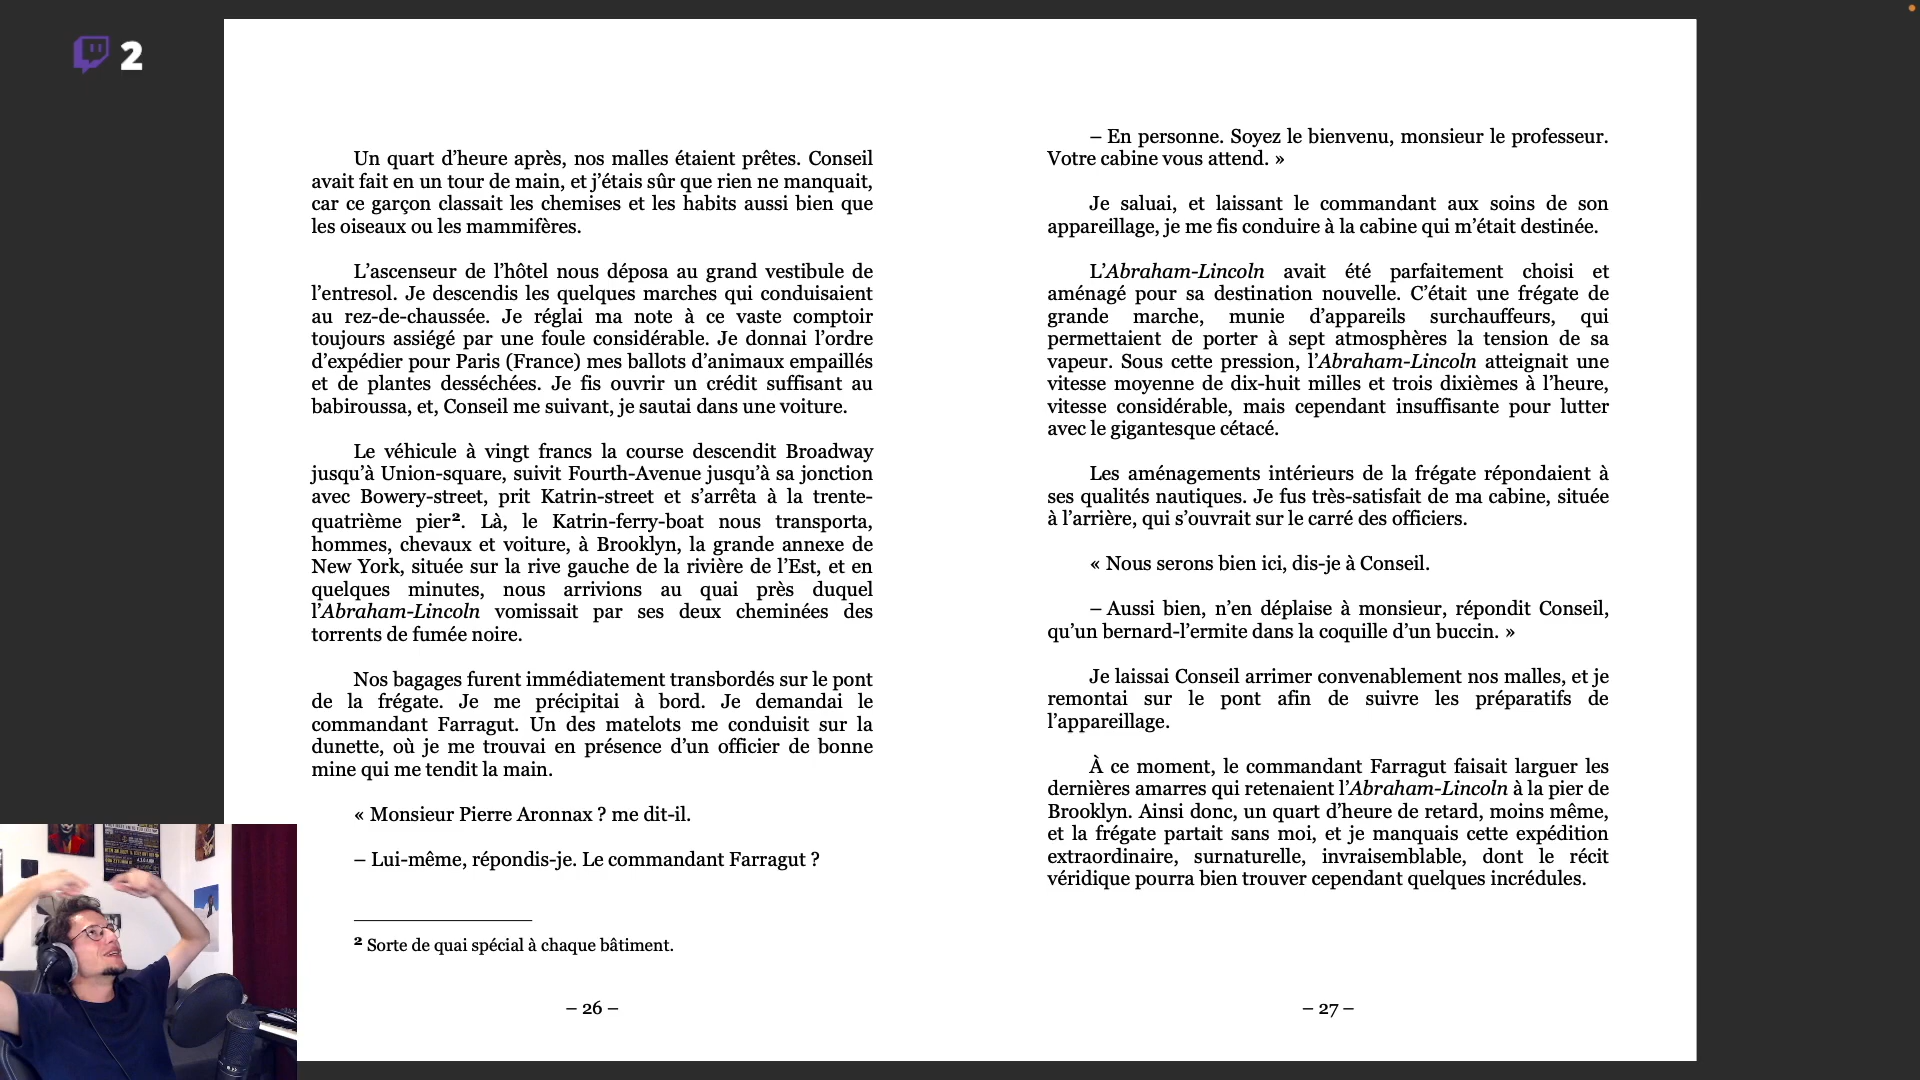 2
Un quart d’heure après, nos malles étaient prêtes. Conseil
avait fait en un tour de main, et j’étais sûr que rien ne manquait,
car ce garçon classait les chemises et les habits aussi bien que
les oiseaux ou les mammifères.
L’ascenseur de l’hôtel nous déposa au grand vestibule de
l’entresol. Je descendis les quelques marches qui conduisaient
au rez-de-chaussée. Je réglai ma note à ce vaste comptoir
toujours assiégé par une foule considérable. Je donnai l’ordre
d’expédier pour Paris (France) mes ballots d’animaux empaillés
et de plantes desséchées. Je fis ouvrir un crédit suffisant au
babiroussa, et, Conseil me suivant, je sautai dans une voiture.
Le véhicule à vingt francs la course descendit Broadway
jusqu’à Union-square, suivit Fourth-Avenue jusqu’à sa jonction
avec Bowery-street, prit Katrin-street et s’arrêta à la trente-
quatrième pier². Là, le Katrin-ferry-boat nous transporta,
hommes, chevaux et voiture, à Brooklyn, la grande annexe de
New York, située sur la rive gauche de la rivière de l’Est, et en
quelques minutes, nous arrivions au quai près duquel
l’Abraham-Lincoln vomissait par ses deux cheminées des
torrents de fumée noire.
Nos bagages furent immédiatement transbordés sur le pont
de la frégate. Je me précipitai à bord. Je demandai le
commandant Farragut. Un des matelots me conduisit sur la
dunette, où je me trouvai en présence d’un officier de bonne
mine qui me tendit la main.
« Monsieur Pierre Aronnax ? me dit-il.
– Lui-même, répondis-je. Le commandant Farragut ?
² Sorte de quai spécial à chaque bâtiment.
– 26 –
– En personne. Soyez le bienvenu, monsieur le professeur.
Votre cabine vous attend. »
Je saluai, et laissant le commandant aux soins de son
appareillage, je me fis conduire à la cabine qui m’était destinée.
L’Abraham-Lincoln avait été parfaitement choisi et
aménagé pour sa destination nouvelle. C’était une frégate de
grande marche, munie d’appareils surchauffeurs, qui
permettaient de porter à sept atmosphères la tension de sa
vapeur. Sous cette pression, l’Abraham-Lincoln atteignait une
vitesse moyenne de dix-huit milles et trois dixièmes à l’heure,
vitesse considérable, mais cependant insuffisante pour lutter
avec le gigantesque cétacé.
Les aménagements intérieurs de la frégate répondaient à
ses qualités nautiques. Je fus très-satisfait de ma cabine, située
à l’arrière, qui s’ouvrait sur le carré des officiers.
« Nous serons bien ici, dis-je à Conseil.
– Aussi bien, n’en déplaise à monsieur, répondit Conseil,
qu’un bernard-l’ermite dans la coquille d’un buccin. »
Je laissai Conseil arrimer convenablement nos malles, et je
remontai sur le pont afin de suivre les préparatifs de
l’appareillage.
À ce moment, le commandant Farragut faisait larguer les
dernières amarres qui retenaient l’Abraham-Lincoln à la pier de
Brooklyn. Ainsi donc, un quart d’heure de retard, moins même,
et la frégate partait sans moi, et je manquais cette expédition
extraordinaire, surnaturelle, invraisemblable, dont le récit
véridique pourra bien trouver cependant quelques incrédules.
– 27 –